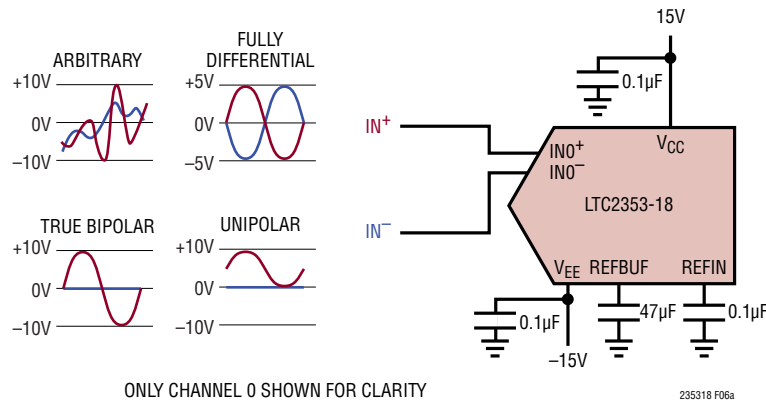 ARBITRARY
+10V
0V
–10V
FULLY
DIFFERENTIAL
+5V
0V
–5V
TRUE BIPOLAR
+10V
0V
–10V
UNIPOLAR
+10V
0V
–10V
IN+
IN–
15V
0.1µF
VCC
IN0+
IN0–
LTC2353-18
VEE
REFBUF
REFIN
0.1µF
47µF
0.1µF
–15V
ONLY CHANNEL 0 SHOWN FOR CLARITY
235318 F06a